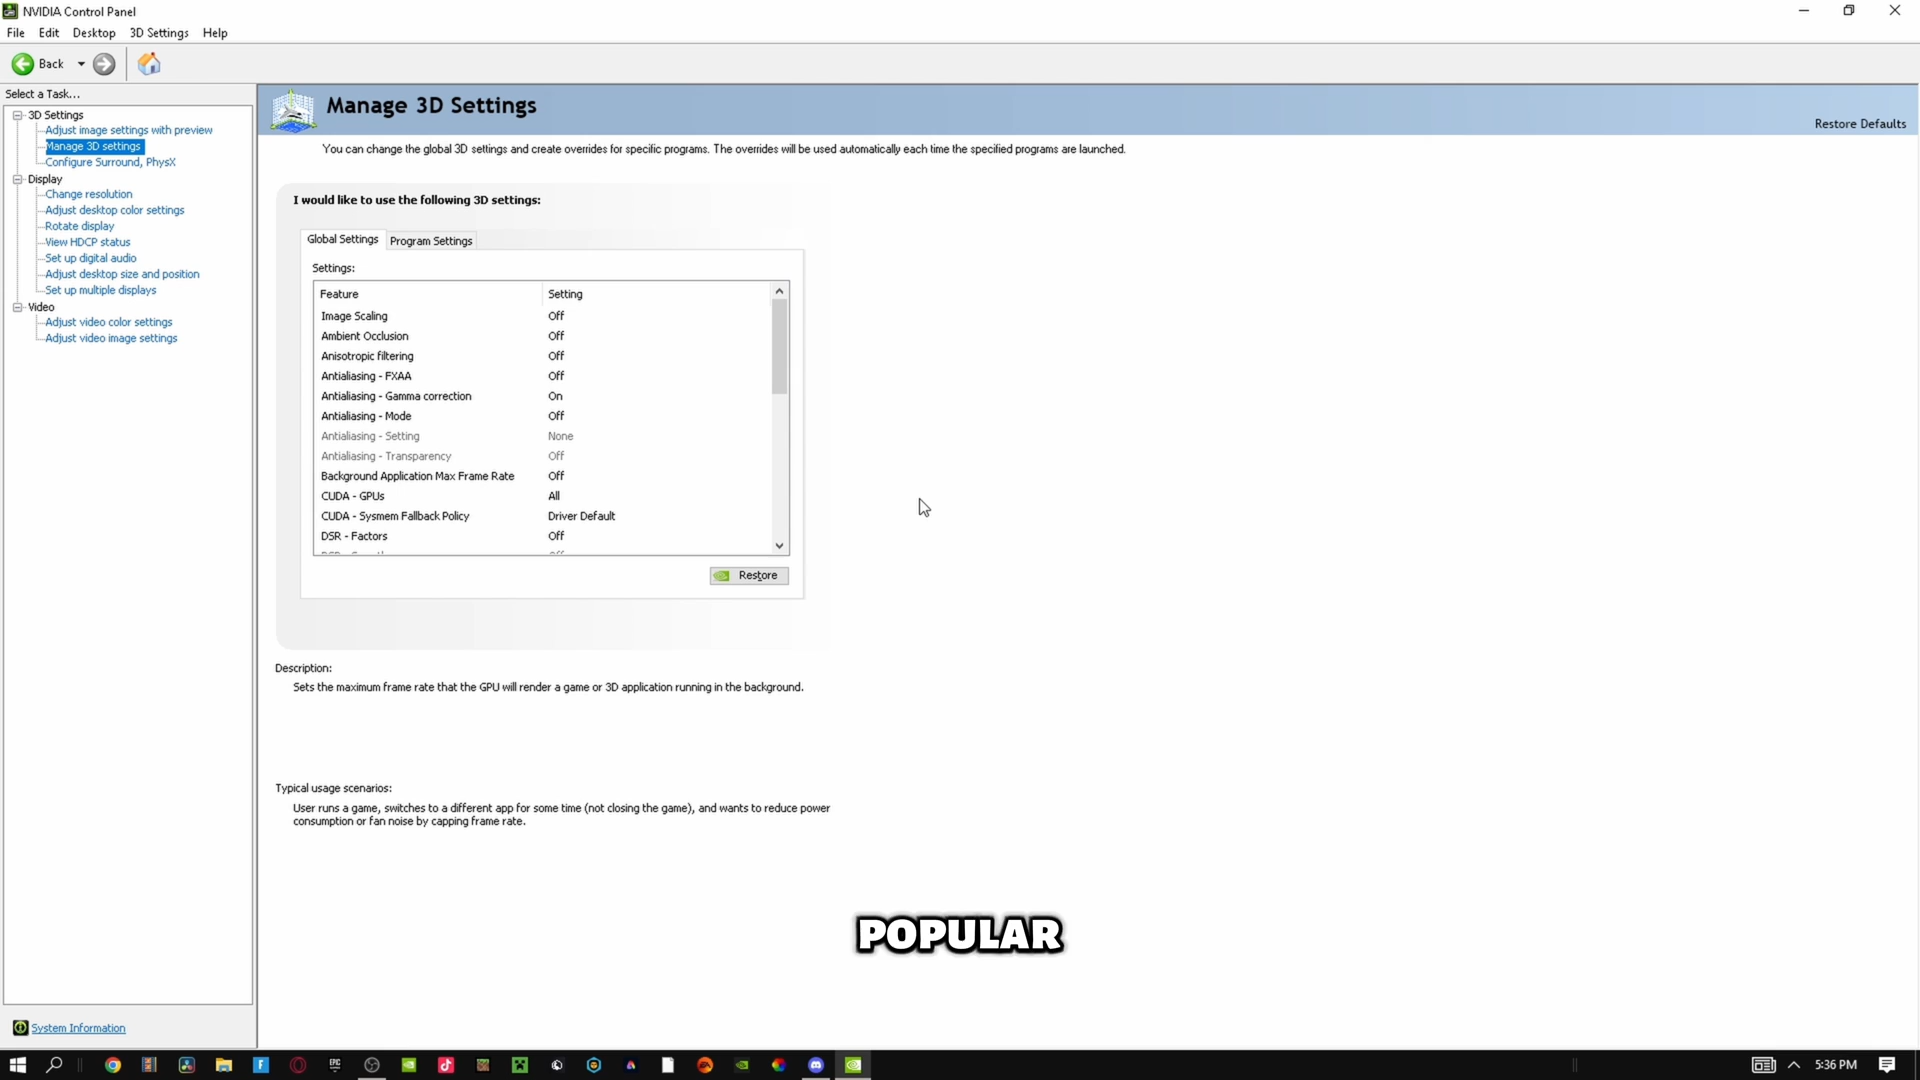 NVIDIA Control Panel
File Edit Desktop 3D Settings Help
Back
Select a Task...
3D Settings
Adjust image settings with preview
Manage 3D settings
Configure Surround, PhysX
Display
Change resolution
Adjust desktop color settings
Rotate display
View HDCP status
Set up digital audio
Adjust desktop size and position
Set up multiple displays
Video
Adjust video color settings
Adjust video image settings
System Information
Manage 3D Settings
Restore Defaults
You can change the global 3D settings and create overrides for specific programs. The overrides will be used automatically each time the specified programs are launched.
I would like to use the following 3D settings:
Global Settings Program Settings
Settings:
Feature Setting
Image Scaling Off
Ambient Occlusion Off
Anisotropic filtering Off
Antialiasing - FXAA Off
Antialiasing - Gamma correction On
Antialiasing - Mode Off
Antialiasing - Setting None
Antialiasing - Transparency Off
Background Application Max Frame Rate Off
CUDA - GPUs All
CUDA - Sysmem Fallback Policy Driver Default
DSR - Factors Off
Restore
Description:
Sets the maximum frame rate that the GPU will render a game or 3D application running in the background.
Typical usage scenarios:
User runs a game, switches to a different app for some time (not closing the game), and wants to reduce power
consumption or fan noise by capping frame rate.
POPULAR
EPIC
5:36 PM